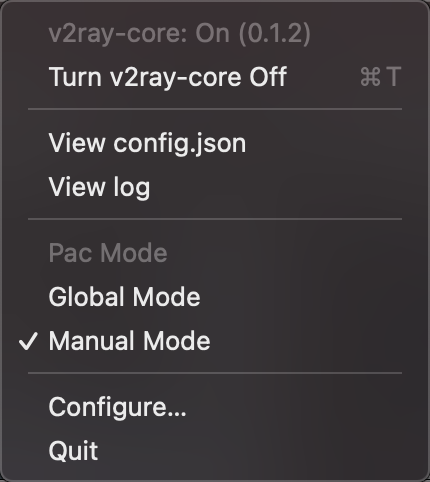 v2ray-core: On (0.1.2)
Turn v2ray-core Off ⌘T
View config.json
View log
Pac Mode
Global Mode
✓ Manual Mode
Configure...
Quit